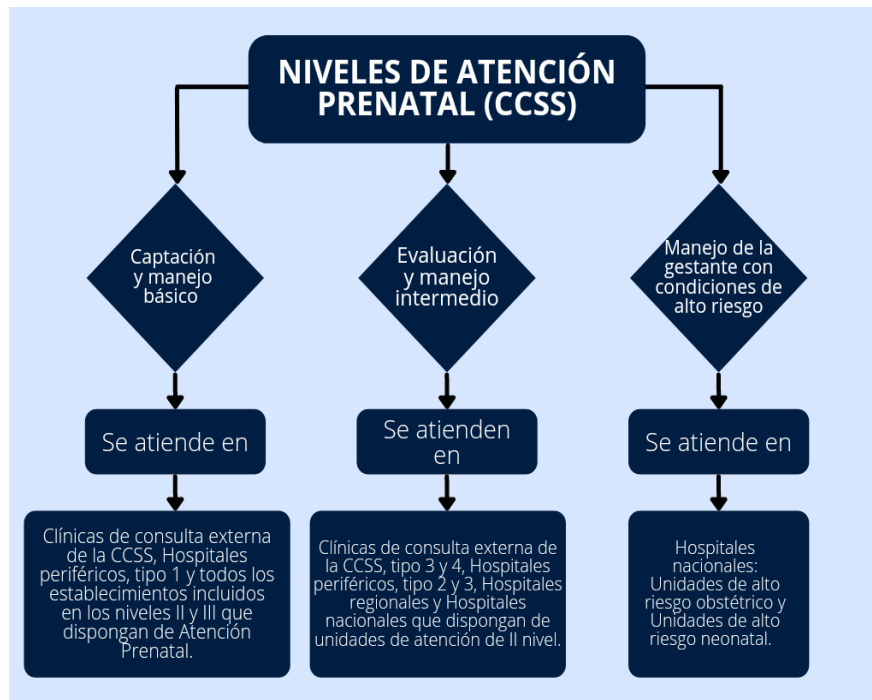 NIVELES DE ATENCIÓN
PRENATAL (CCSS)
Captación
y manejo
básico
Evaluación
y manejo
intermedio
Manejo de la
gestante con
condiciones de
alto riesgo
Se atiende en
Se atienden
en
Se atiende en
Clínicas de consulta externa
de la CCSS, Hospitales
periféricos, tipo 1 y todos los
establecimientos incluidos
en los niveles II y III que
dispongan de Atención
Prenatal.
Clínicas de consulta externa de
la CCSS, tipo 3 y 4, Hospitales
periféricos, tipo 2 y 3, Hospitales
regionales y Hospitales
nacionales que dispongan de
unidades de atención de II nivel.
Hospitales
nacionales:
Unidades de alto
riesgo obstétrico y
Unidades de alto
riesgo neonatal.